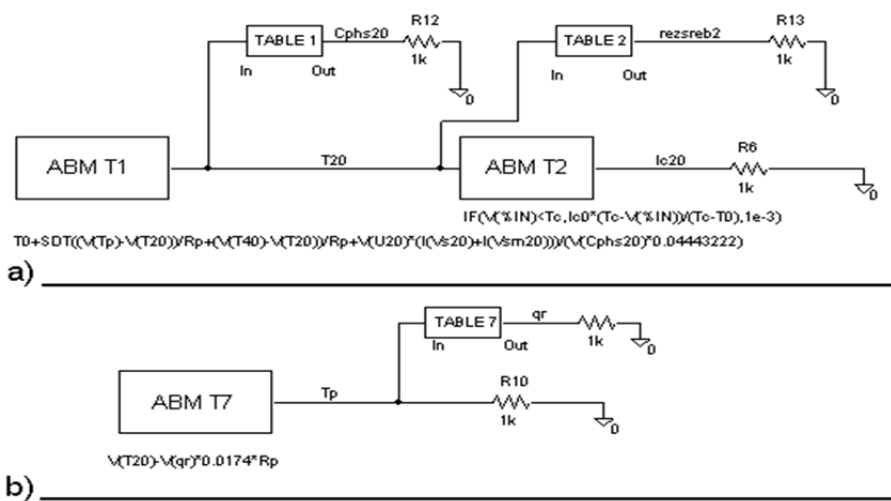 TABLE 1 Cphs20 R12
1k
In Out
0
TABLE 2 rezsreb2 R13
1k
In Out
0
ABM T1 T20 ABM T2 Ic20 R6
1k
0
IF(V(%IN)<Tc,Ic0*(Tc-V(%IN))/(Tc-T0),1e-3)
T0+SDT((V(Tp)-V(T20))/Rp+(V(T40)-V(T20))/Rp+V(U20)*(I(Vs20)+I(Vsm20)))/(V(Cphs20)*0.04443222)
a)
TABLE 7 qr
1k
In Out
0
ABM T7 Tp R10
1k
0
V(T20)-V(qr)*0.0174*Rp
b)